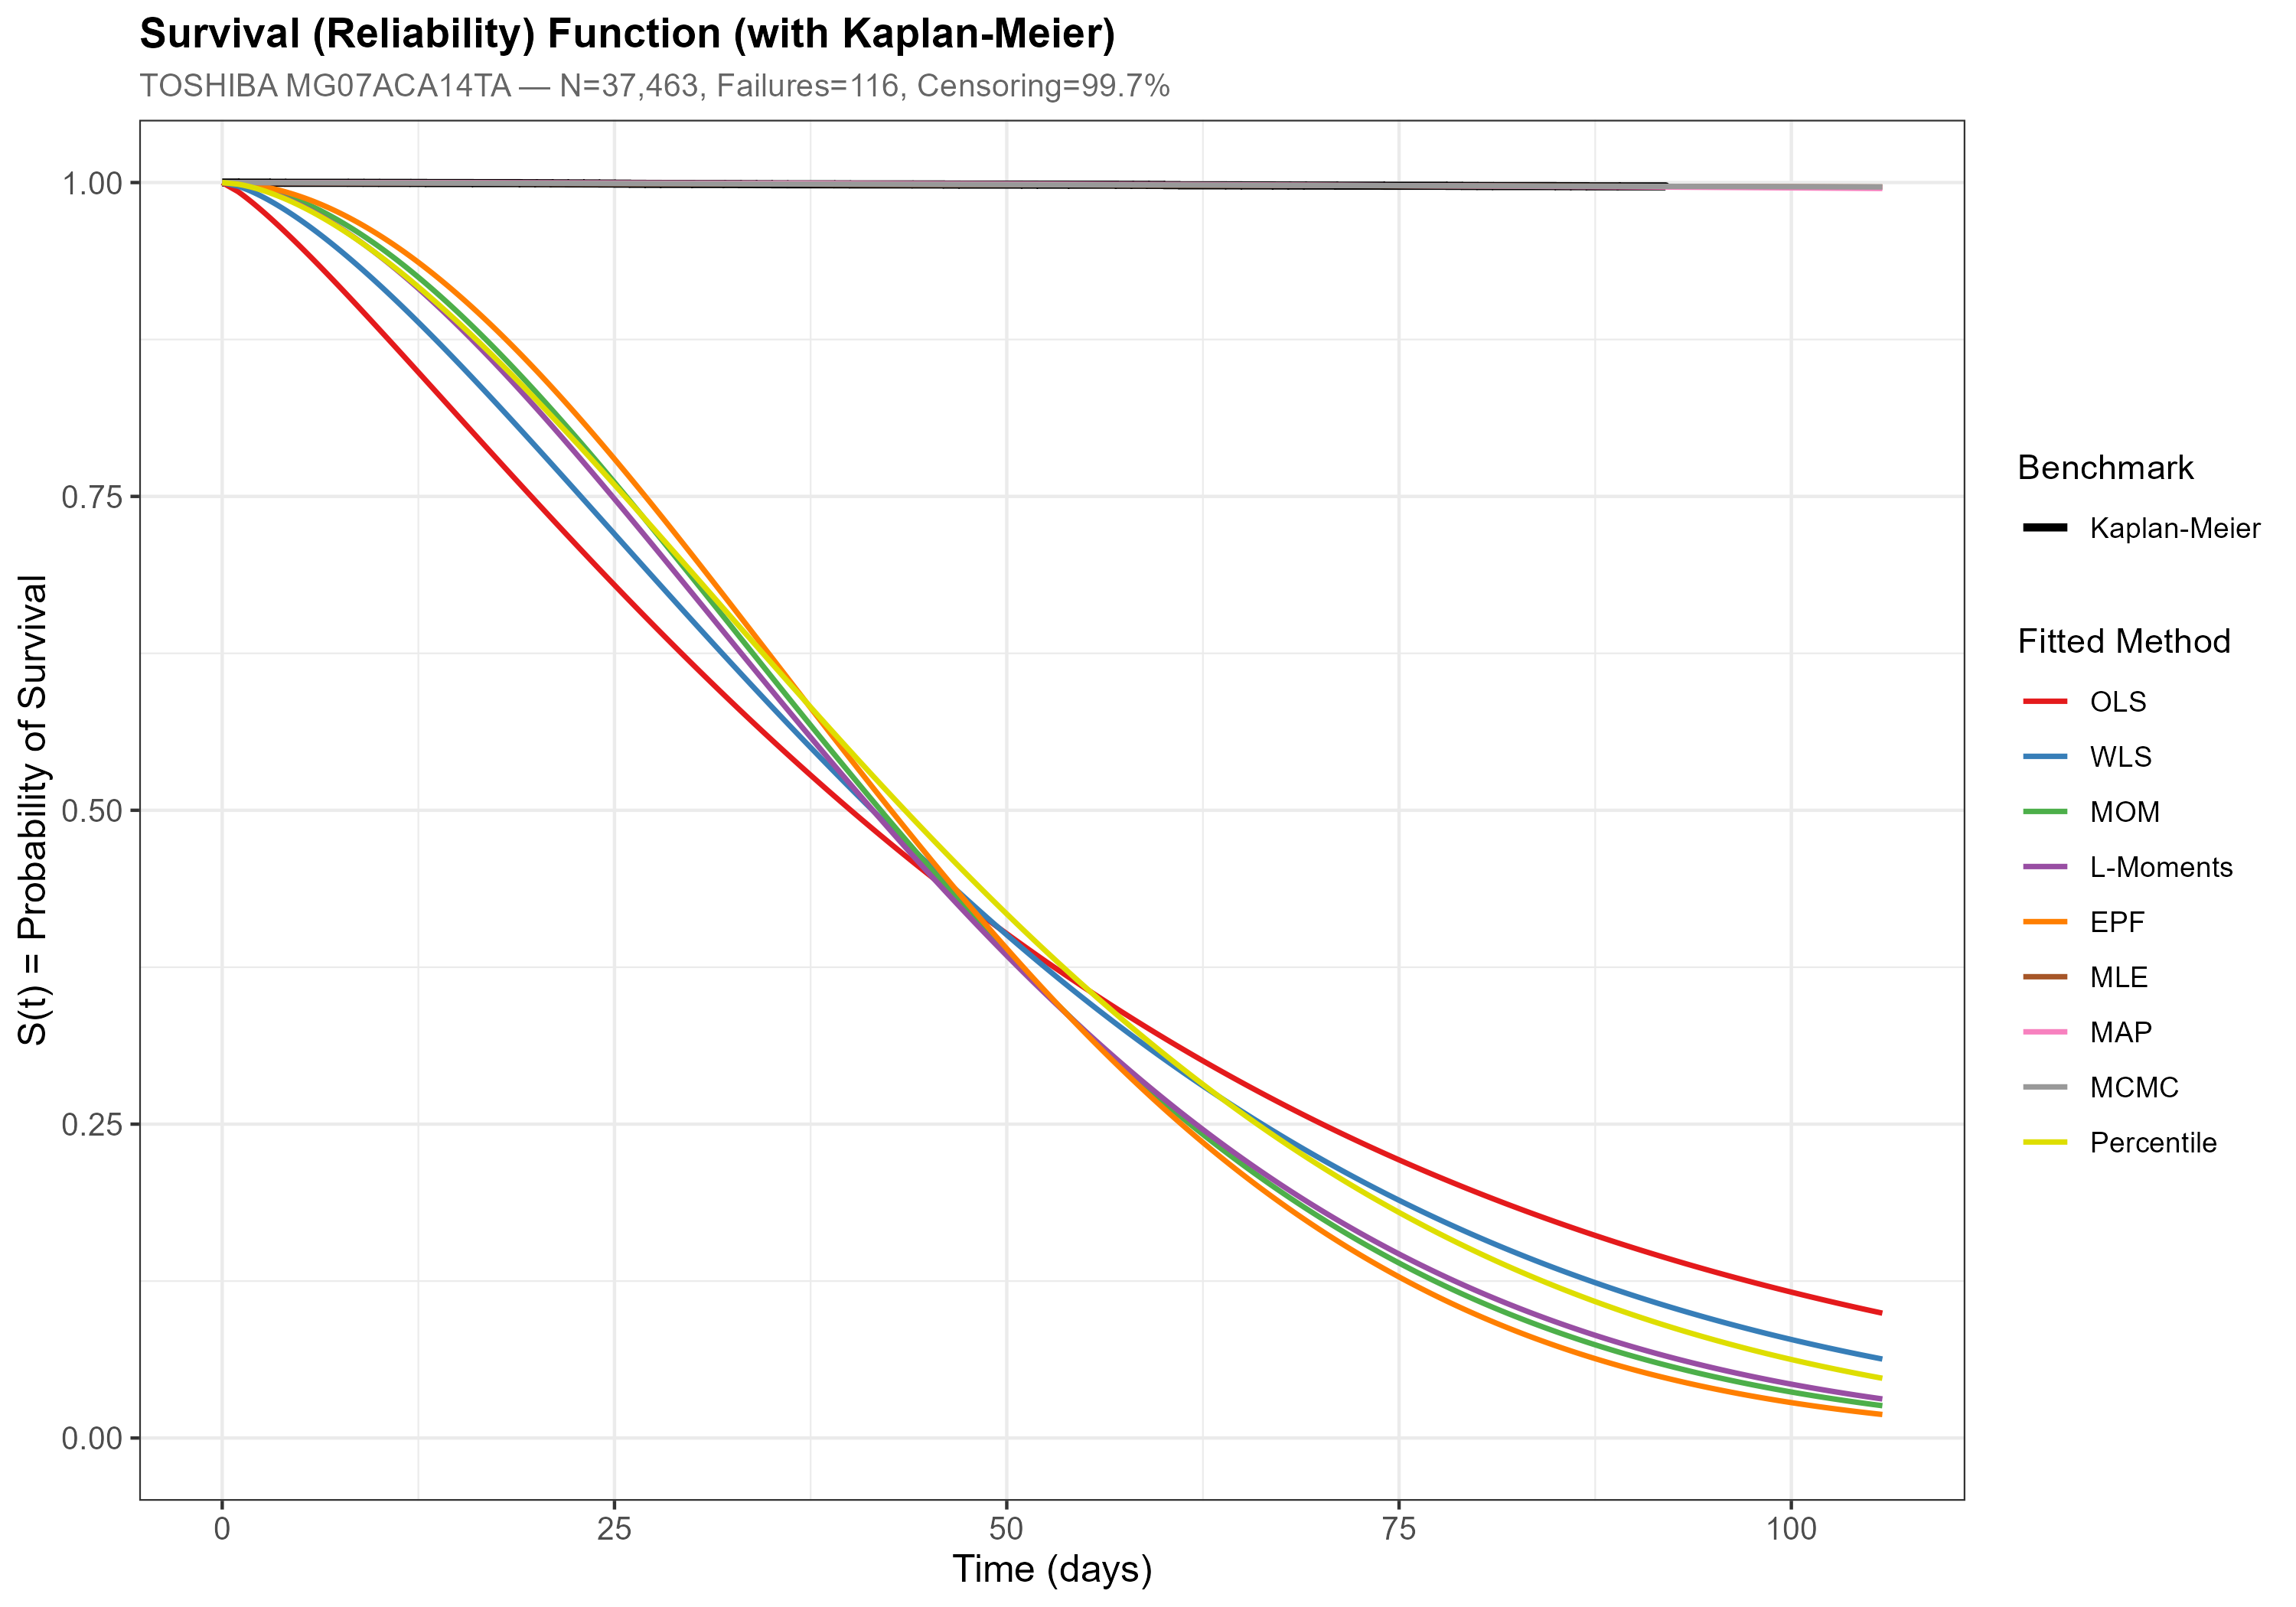 Survival (Reliability) Function (with Kaplan-Meier)
TOSHIBA MG07ACA14TA — N=37,463, Failures=116, Censoring=99.7%
S(t) = Probability of Survival
1.00
0.75
0.50
0.25
0.00
0
25
50
75
100
Time (days)
Benchmark
Kaplan-Meier
Fitted Method
OLS
WLS
MOM
L-Moments
EPF
MLE
MAP
MCMC
Percentile